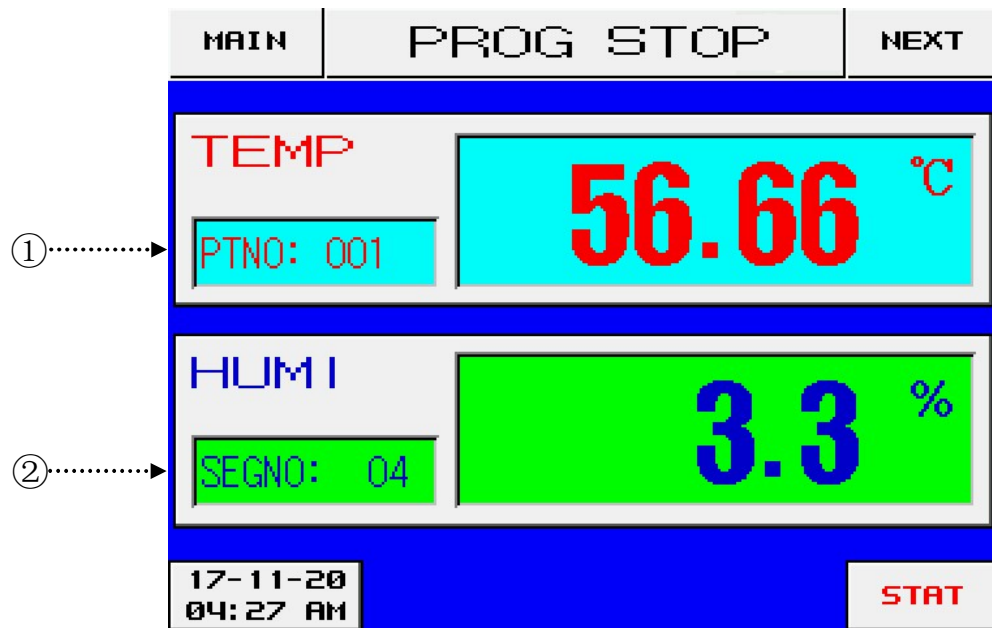 MAIN PROG STOP NEXT
TEMP
56.66 ℃
① PTNO: 001
HUMI
3.3 %
② SEGNO: 04
17-11-20
04:27 AM
STAT